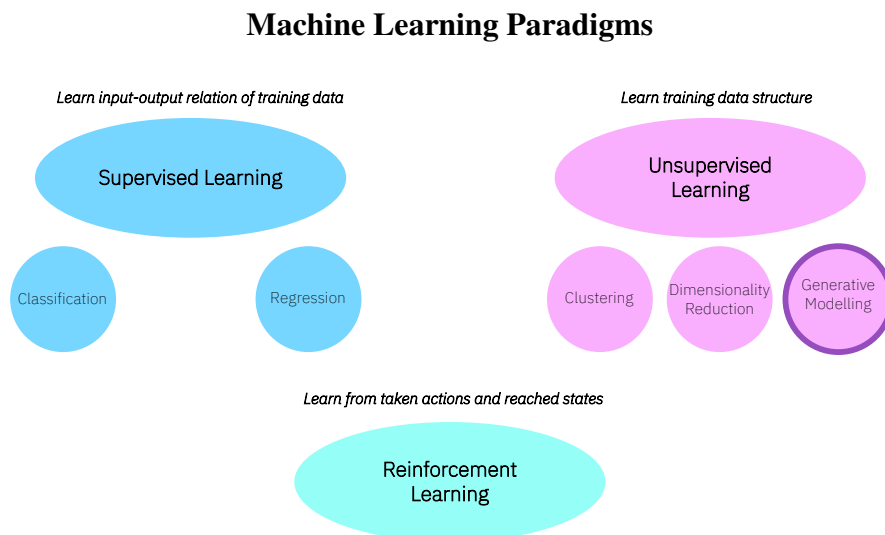 Machine Learning Paradigms
Learn input-output relation of training data
Learn training data structure
Supervised Learning
Unsupervised
Learning
Classification
Regression
Clustering
Dimensionality
Reduction
Generative
Modelling
Learn from taken actions and reached states
Reinforcement
Learning